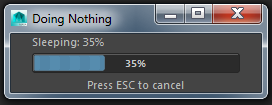 Doing Nothing
Sleeping: 35%
35%
Press ESC to cancel